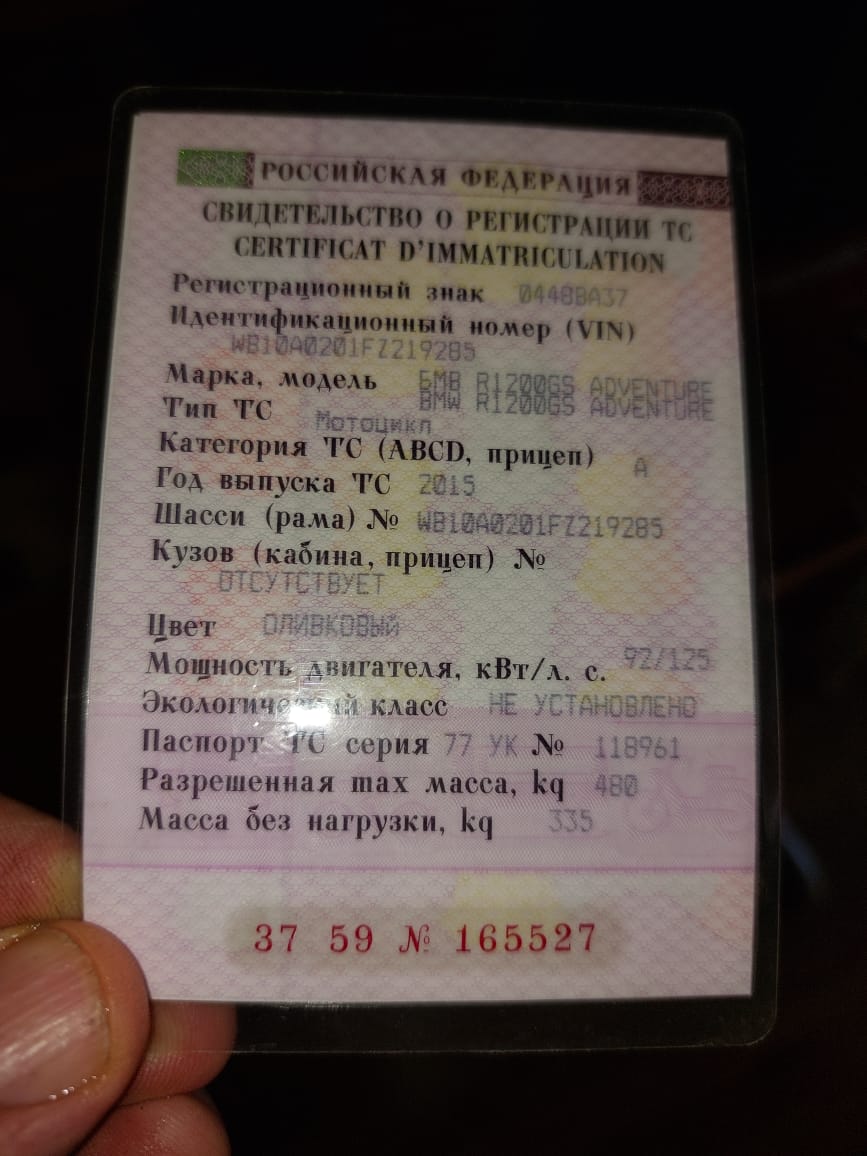 РОССИЙСКАЯ ФЕДЕРАЦИЯ
СВИДЕТЕЛЬСТВО О РЕГИСТРАЦИИ ТС
CERTIFICAT D'IMMATRICULATION
Регистрационный знак 0448ВА37
Идентификационный номер (VIN)
WB10A0201FZ219285
Марка, модель БМВ R1200GS ADVENTURE
BMW R1200GS ADVENTURE
Тип ТС Мотоцикл
Категория ТС (ABCD, прицеп) А
Год выпуска ТС 2015
Шасси (рама) № WB10A0201FZ219285
Кузов (кабина, прицеп) №
ОТСУТСТВУЕТ
Цвет ОЛИВКОВЫЙ
Мощность двигателя, кВт/л. с. 92/125
Экологический класс НЕ УСТАНОВЛЕНО
Паспорт ТС серия 77 УК № 118961
Разрешенная max масса, kq 480
Масса без нагрузки, kq 335
37 59 № 165527